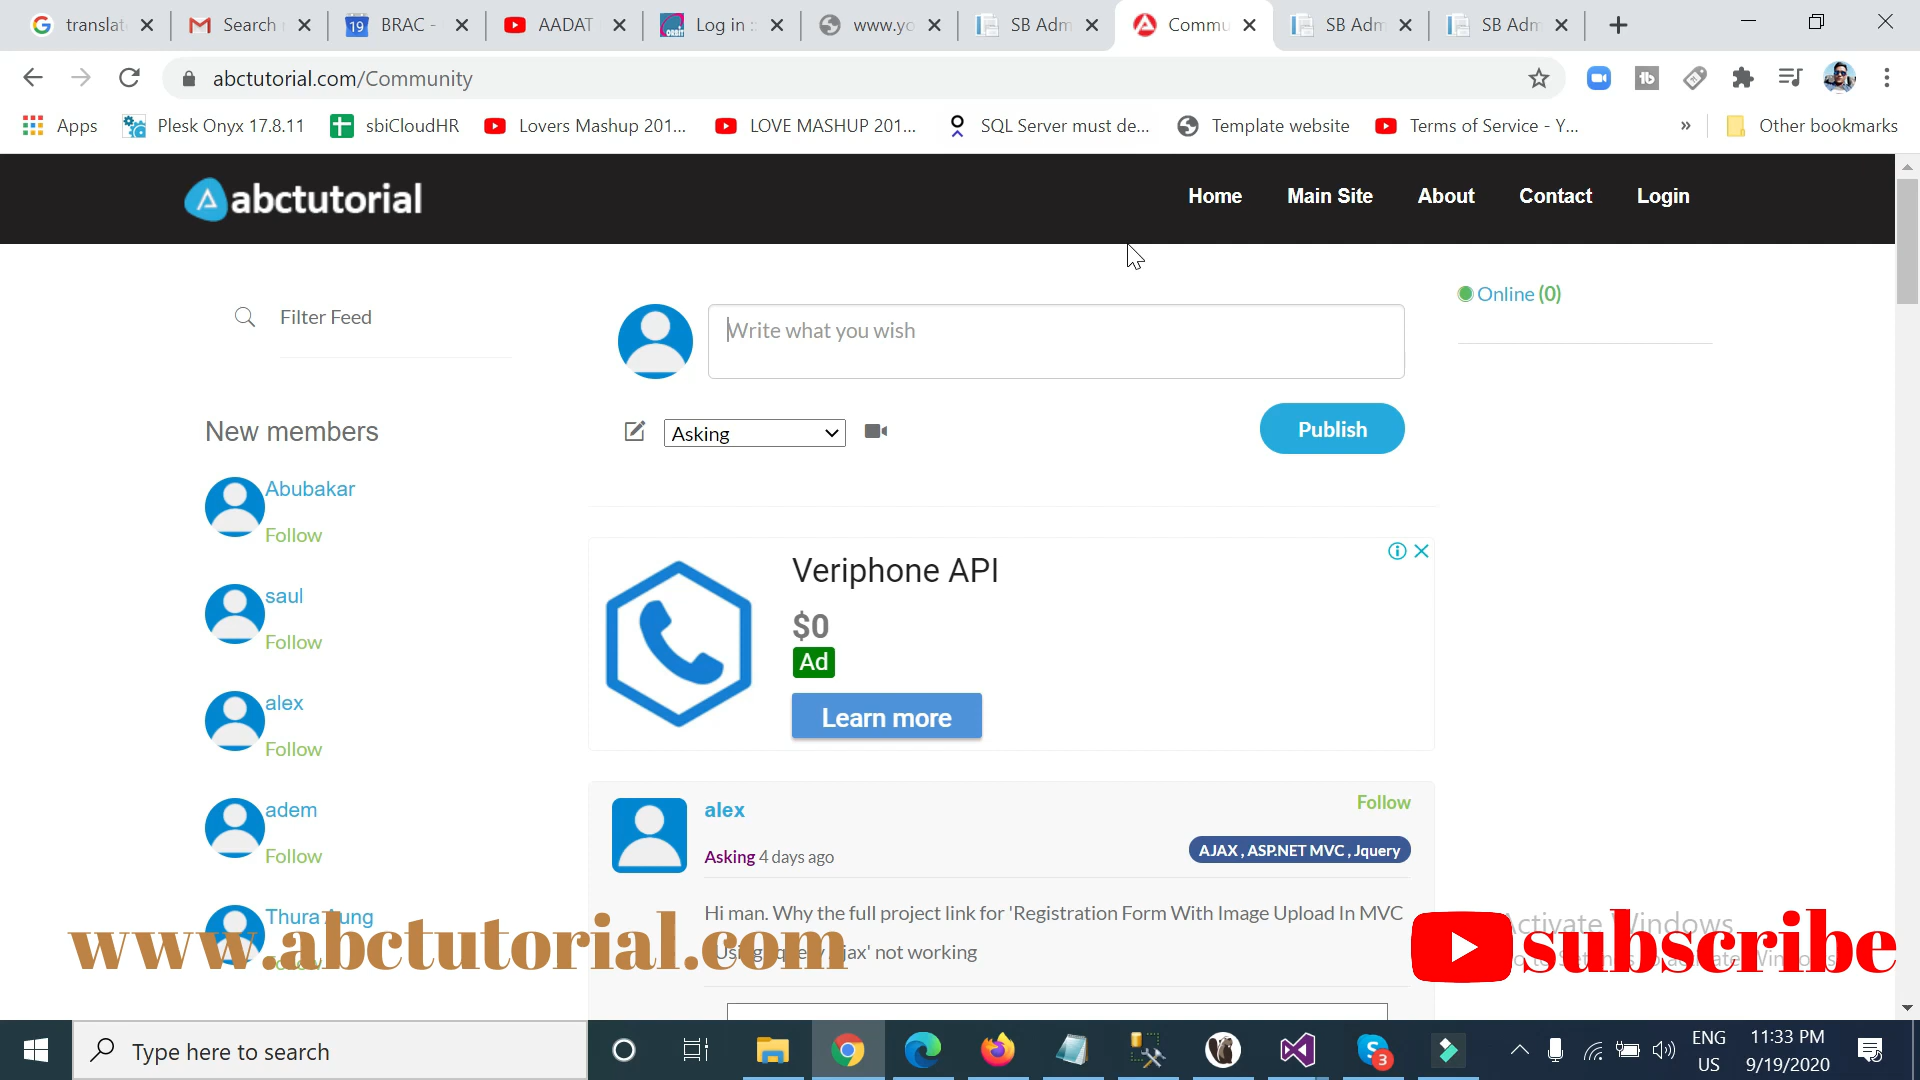 translat
Search
19
BRAC -
AADAT
Log in ::
www.yo
SB Adm
Commu
SB Adm
SB Adm
abctutorial.com/Community
Apps
Plesk Onyx 17.8.11
sbiCloudHR
Lovers Mashup 201...
LOVE MASHUP 201...
SQL Server must de...
Template website
Terms of Service - Y...
»
Other bookmarks
abctutorial
Home
Main Site
About
Contact
Login
Filter Feed
Write what you wish
Online (0)
Asking
Publish
New members
Abubakar
Follow
saul
Follow
alex
Follow
adem
Follow
Thura Aung
Veriphone API
$0
Ad
Learn more
alex
Follow
Asking 4 days ago
AJAX , ASP.NET MVC , Jquery
Hi man. Why the full project link for 'Registration Form With Image Upload In MVC
not working
www.abctutorial.com
Activate Windows
subscribe
Type here to search
3
ENG
US
11:33 PM
9/19/2020